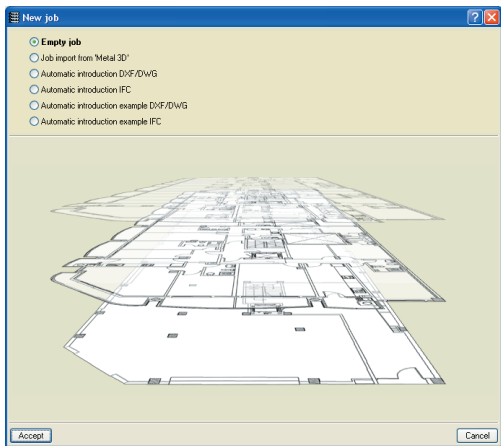 New job
Empty job
Job import from 'Metal 3D'
Automatic introduction DXF/DWG
Automatic introduction IFC
Automatic introduction example DXF/DWG
Automatic introduction example IFC
Accept
Cancel